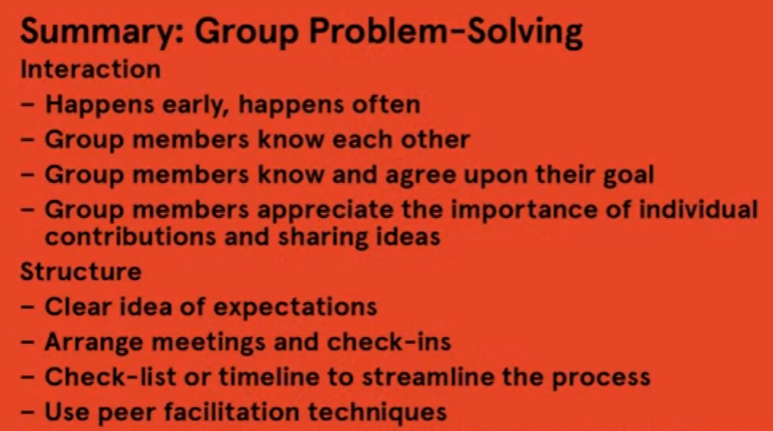 Summary: Group Problem-Solving
Interaction
– Happens early, happens often
– Group members know each other
– Group members know and agree upon their goal
– Group members appreciate the importance of individual
contributions and sharing ideas
Structure
– Clear idea of expectations
– Arrange meetings and check-ins
– Check-list or timeline to streamline the process
– Use peer facilitation techniques